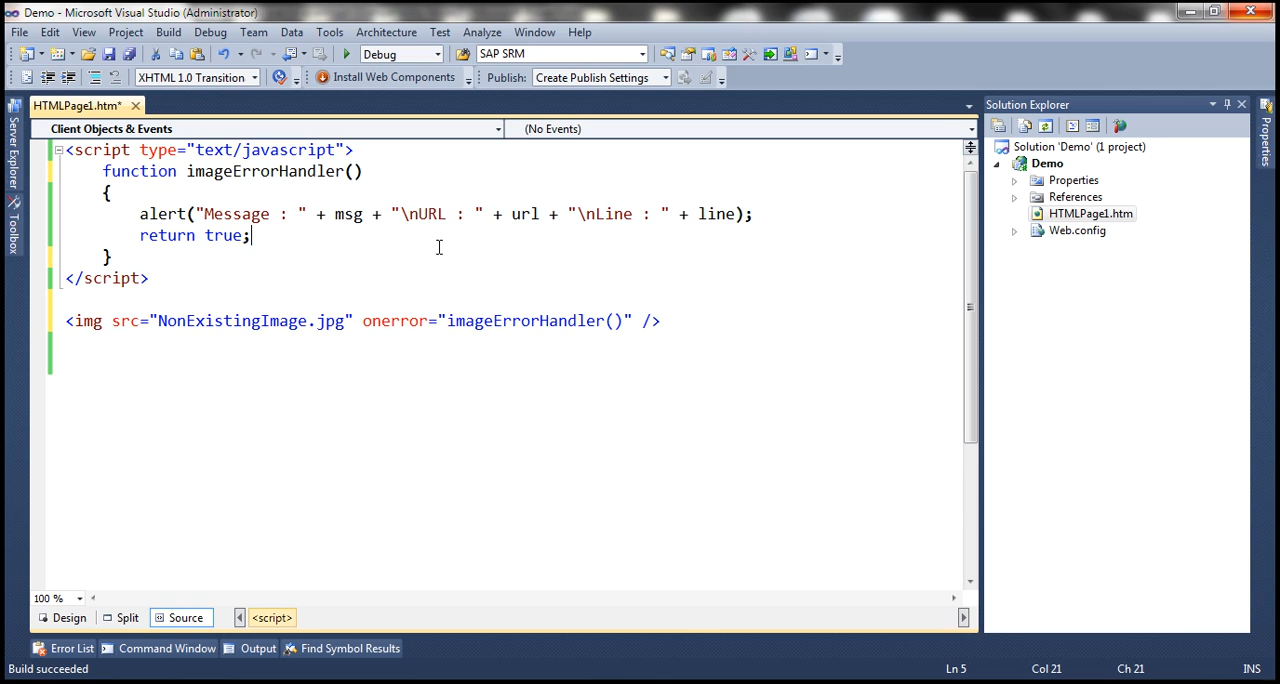 Demo - Microsoft Visual Studio (Administrator)
File Edit View Project Build Debug Team Data Tools Architecture Test Analyze Window Help
Debug SAP SRM
XHTML 1.0 Transition Install Web Components Publish: Create Publish Settings
HTMLPage1.htm* Solution Explorer
Client Objects & Events (No Events)
Server Explorer
Toolbox
Properties
<script type="text/javascript">
function imageErrorHandler()
{
alert("Message : " + msg + "\nURL : " + url + "\nLine : " + line);
return true;
}
</script>
<img src="NonExistingImage.jpg" onerror="imageErrorHandler()" />
Solution 'Demo' (1 project)
Demo
Properties
References
HTMLPage1.htm
Web.config
100 %
Design Split Source <script>
Error List Command Window Output Find Symbol Results
Build succeeded Ln 5 Col 21 Ch 21 INS